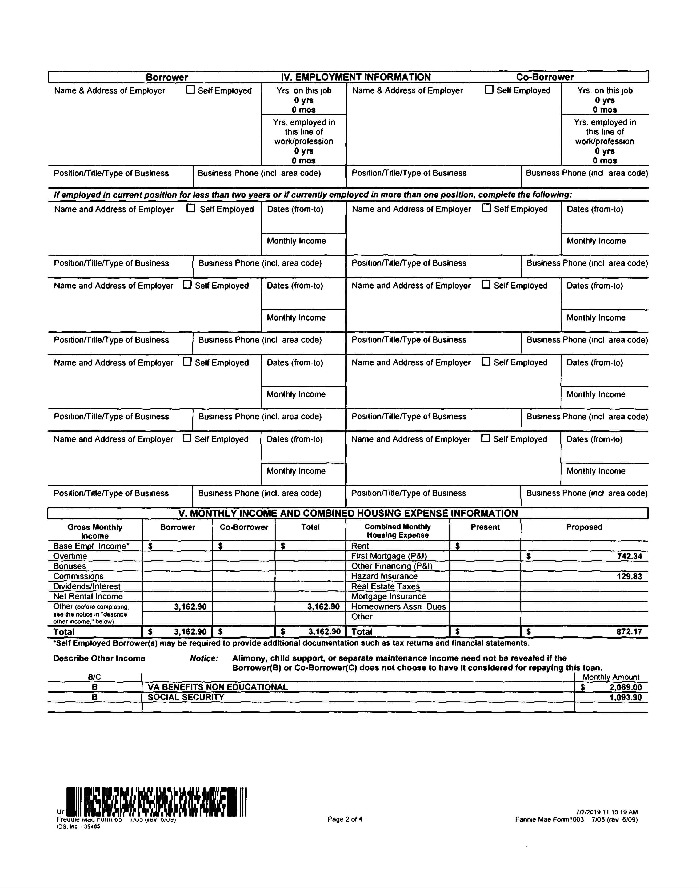 Borrower IV. EMPLOYMENT INFORMATION Co-Borrower
Name & Address of Employer Self Employed Yrs. on this job Name & Address of Employer Self Employed Yrs. on this job
0 yrs 0 yrs
0 mos 0 mos
Yrs. employed in Yrs. employed in
this line of this line of
work/profession work/profession
0 yrs 0 yrs
0 mos 0 mos
Position/Title/Type of Business Business Phone (incl. area code) Position/Title/Type of Business Business Phone (incl. area code)
If employed in current position for less than two years or if currently employed in more than one position, complete the following:
Name and Address of Employer Self Employed Dates (from-to) Name and Address of Employer Self Employed Dates (from-to)
Monthly Income Monthly Income
Position/Title/Type of Business Business Phone (incl. area code) Position/Title/Type of Business Business Phone (incl. area code)
Name and Address of Employer Self Employed Dates (from-to) Name and Address of Employer Self Employed Dates (from-to)
Monthly Income Monthly Income
Position/Title/Type of Business Business Phone (incl. area code) Position/Title/Type of Business Business Phone (incl. area code)
Name and Address of Employer Self Employed Dates (from-to) Name and Address of Employer Self Employed Dates (from-to)
Monthly Income Monthly Income
Position/Title/Type of Business Business Phone (incl. area code) Position/Title/Type of Business Business Phone (incl. area code)
Name and Address of Employer Self Employed Dates (from-to) Name and Address of Employer Self Employed Dates (from-to)
Monthly Income Monthly Income
Position/Title/Type of Business Business Phone (incl. area code) Position/Title/Type of Business Business Phone (incl. area code)
V. MONTHLY INCOME AND COMBINED HOUSING EXPENSE INFORMATION
Gross Monthly Income Borrower Co-Borrower Total Combined Monthly Housing Expense Present Proposed
Base Empl. Income* $ $ $ Rent $
Overtime First Mortgage (P&I) $ 742.34
Bonuses Other Financing (P&I)
Commissions Hazard Insurance 129.83
Dividends/Interest Real Estate Taxes
Net Rental Income Mortgage Insurance
Other (before completing, 3,162.90 3,162.90 Homeowners Assn. Dues
see the notice in "describe Other
other income," below)
Total $ 3,162.90 $ $ 3,162.90 Total $ $ 872.17
*Self Employed Borrower(s) may be required to provide additional documentation such as tax returns and financial statements.
Describe Other Income Notice: Alimony, child support, or separate maintenance income need not be revealed if the
Borrower(B) or Co-Borrower(C) does not choose to have it considered for repaying this loan.
B/C Monthly Amount
B VA BENEFITS NON EDUCATIONAL $ 2,069.00
B SOCIAL SECURITY 1,093.90
Freddie Mac Form 65 7/05 (rev. 6/09) Page 2 of 4 Fannie Mae Form 1003 7/05 (rev. 6/09)